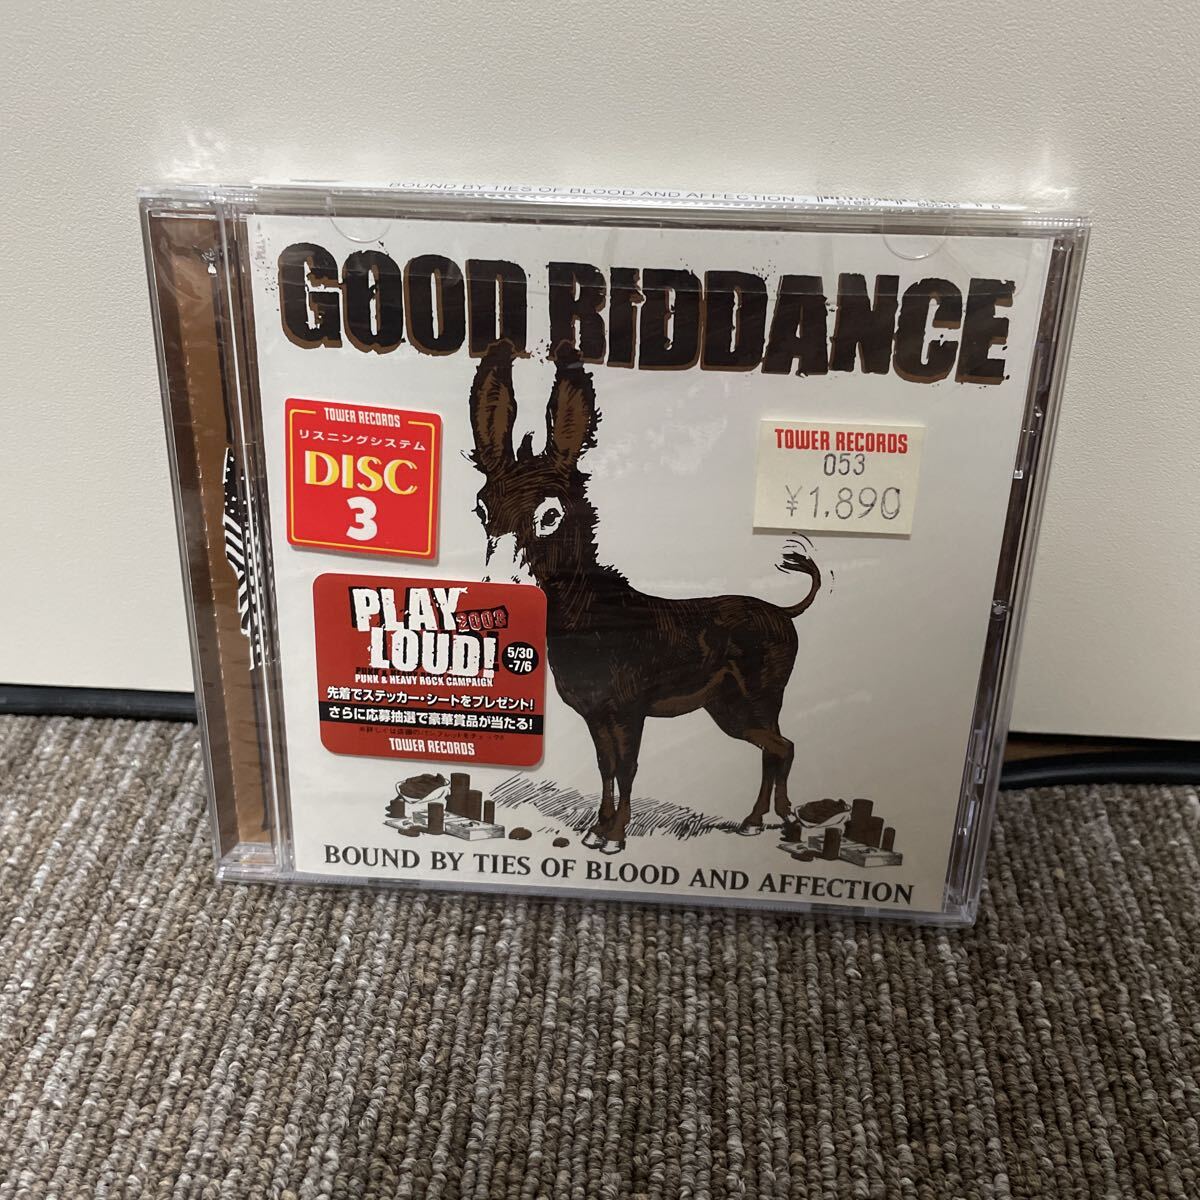 BOUND BY TIES OF BLOOD AND AFFECTION
GOOD RIDDANCE
TOWER RECORDS
リスニングシステム
DISC
3
TOWER RECORDS
053
¥1,890
PLAY 2003
LOUD!
5/30
-7/6
PUNK & HEAVY ROCK CAMPAIGN
先着でステッカー・シートをプレゼント!
さらに応募抽選で豪華賞品が当たる!
TOWER RECORDS
BOUND BY TIES OF BLOOD AND AFFECTION